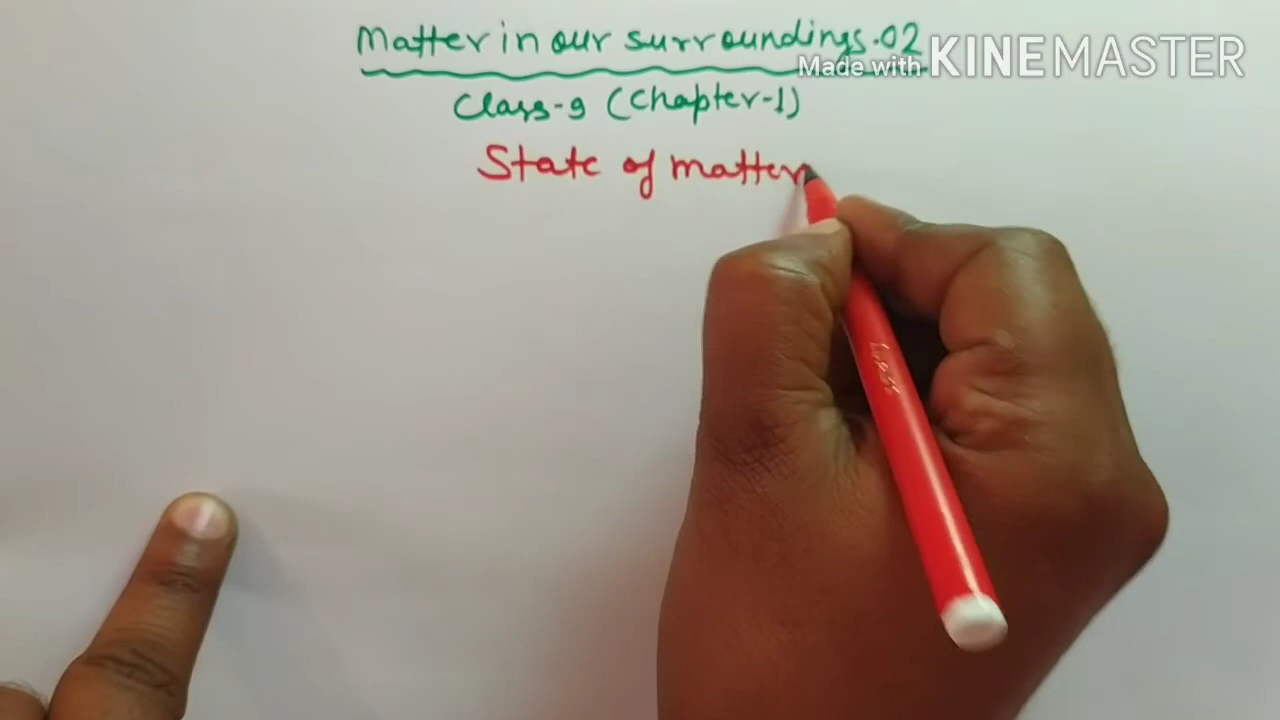 Matter in our surroundings.02
Made with KINEMASTER
Class-9 (Chapter-1)
State of matter